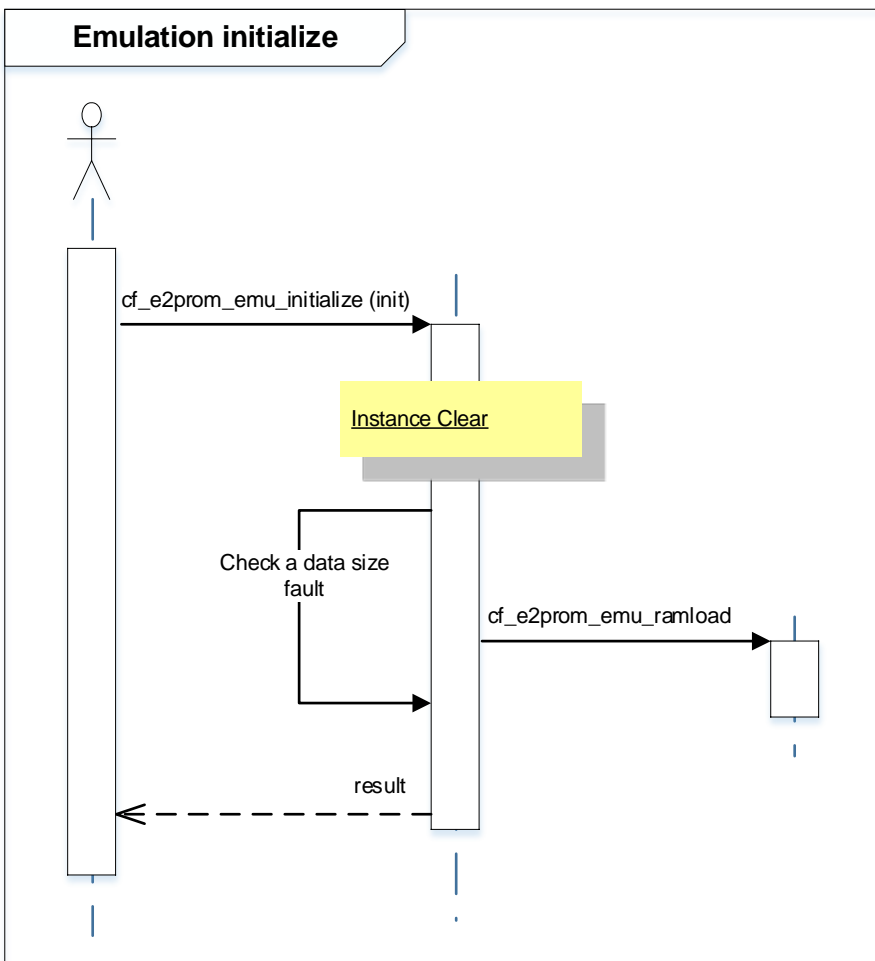 Emulation initialize
cf_e2prom_emu_initialize (init)
Instance Clear
Check a data size
fault
cf_e2prom_emu_ramload
result